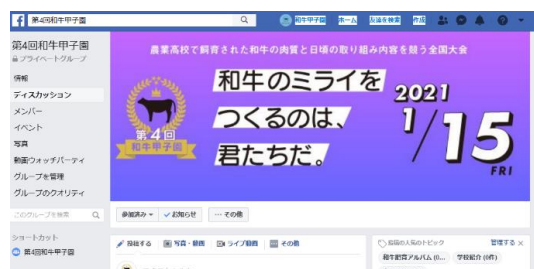 第4回和牛甲子園
和牛甲子園 ホーム 友達を検索 作成
第4回和牛甲子園
プライベートグループ
情報
ディスカッション
メンバー
イベント
写真
動画ウォッチパーティ
グループを管理
グループのクオリティ
このグループを検索
ショートカット
第4回和牛甲子園
農業高校で飼育された和牛の肉質と日頃の取り組み内容を競う全国大会
第4回
和牛甲子園
和牛のミライを
つくるのは、
君たちだ。
2021
1/15
FRI
参加済み お知らせ ... その他
投稿する 写真・動画 ライブ動画 その他
投稿の人気のトピック 管理する ×
和牛飼育アルバム (0... 学校紹介 (0件)